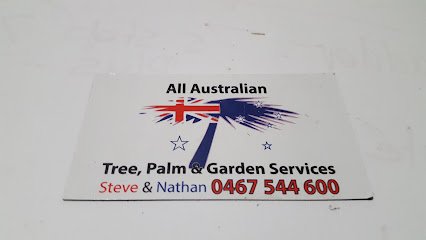 All Australian
Tree, Palm & Garden Services
Steve & Nathan 0467 544 600